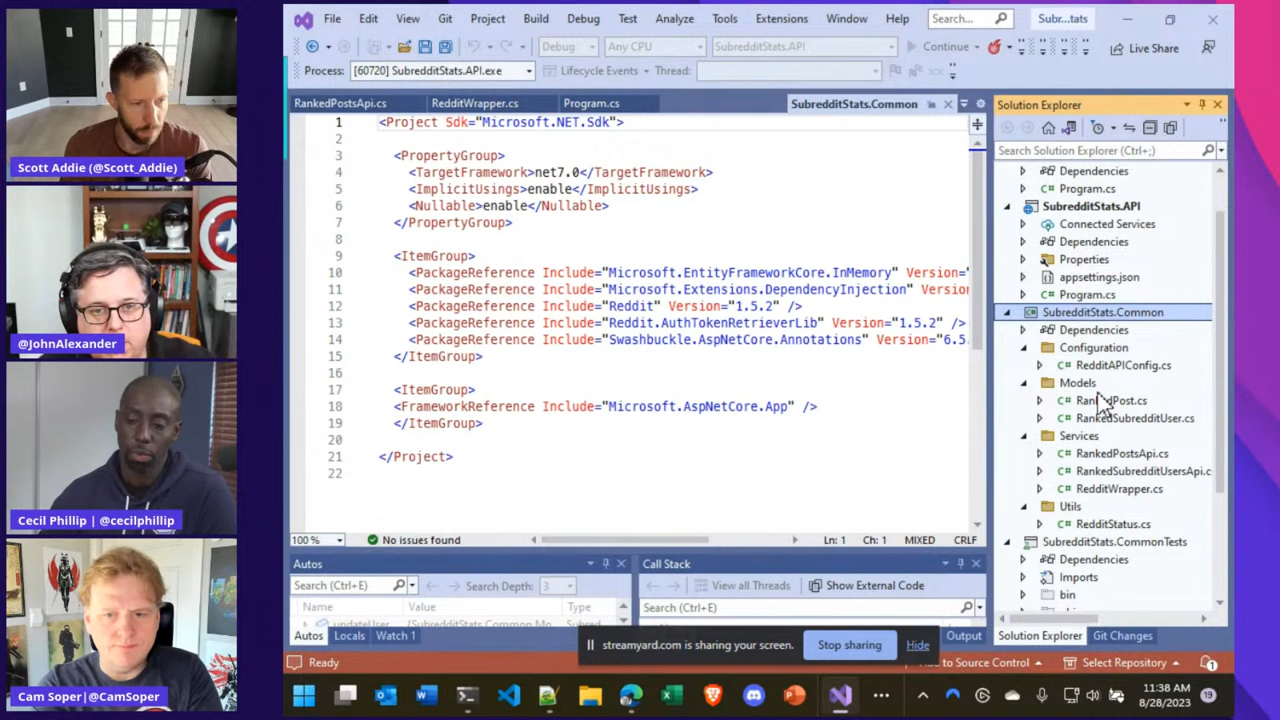 Scott Addie (@Scott_Addie)
@JohnAlexander
Cecil Phillip | @cecilphillip
Cam Soper|@CamSoper
File Edit View Git Project Build Debug Test Analyze Tools Extensions Window Help Search... Subr...tats
Debug Any CPU SubredditStats.API Continue Live Share
Process: [60720] SubredditStats.API.exe Lifecycle Events Thread:
RankedPostsApi.cs RedditWrapper.cs Program.cs SubredditStats.Common
1 <Project Sdk="Microsoft.NET.Sdk">
2
3 <PropertyGroup>
4 <TargetFramework>net7.0</TargetFramework>
5 <ImplicitUsings>enable</ImplicitUsings>
6 <Nullable>enable</Nullable>
7 </PropertyGroup>
8
9 <ItemGroup>
10 <PackageReference Include="Microsoft.EntityFrameworkCore.InMemory" Version="
11 <PackageReference Include="Microsoft.Extensions.DependencyInjection" Version
12 <PackageReference Include="Reddit" Version="1.5.2" />
13 <PackageReference Include="Reddit.AuthTokenRetrieverLib" Version="1.5.2" />
14 <PackageReference Include="Swashbuckle.AspNetCore.Annotations" Version="6.5.
15 </ItemGroup>
16
17 <ItemGroup>
18 <FrameworkReference Include="Microsoft.AspNetCore.App" />
19 </ItemGroup>
20
21 </Project>
22
100 % No issues found Ln: 1 Ch: 1 MIXED CRLF
Solution Explorer
Search Solution Explorer (Ctrl+;)
Dependencies
Program.cs
SubredditStats.API
Connected Services
Dependencies
Properties
appsettings.json
Program.cs
SubredditStats.Common
Dependencies
Configuration
RedditAPIConfig.cs
Models
RankedPost.cs
RankedSubredditUser.cs
Services
RankedPostsApi.cs
RankedSubredditUsersApi.c
RedditWrapper.cs
Utils
RedditStatus.cs
SubredditStats.CommonTests
Dependencies
Imports
bin
Solution Explorer Git Changes
Autos
Search (Ctrl+E) Search Depth: 3
Name Value Type
Autos Locals Watch 1
Call Stack
View all Threads Show External Code
Search (Ctrl+E)
Output
streamyard.com is sharing your screen. Stop sharing Hide
Ready to Source Control Select Repository 1
11:38 AM
8/28/2023
19